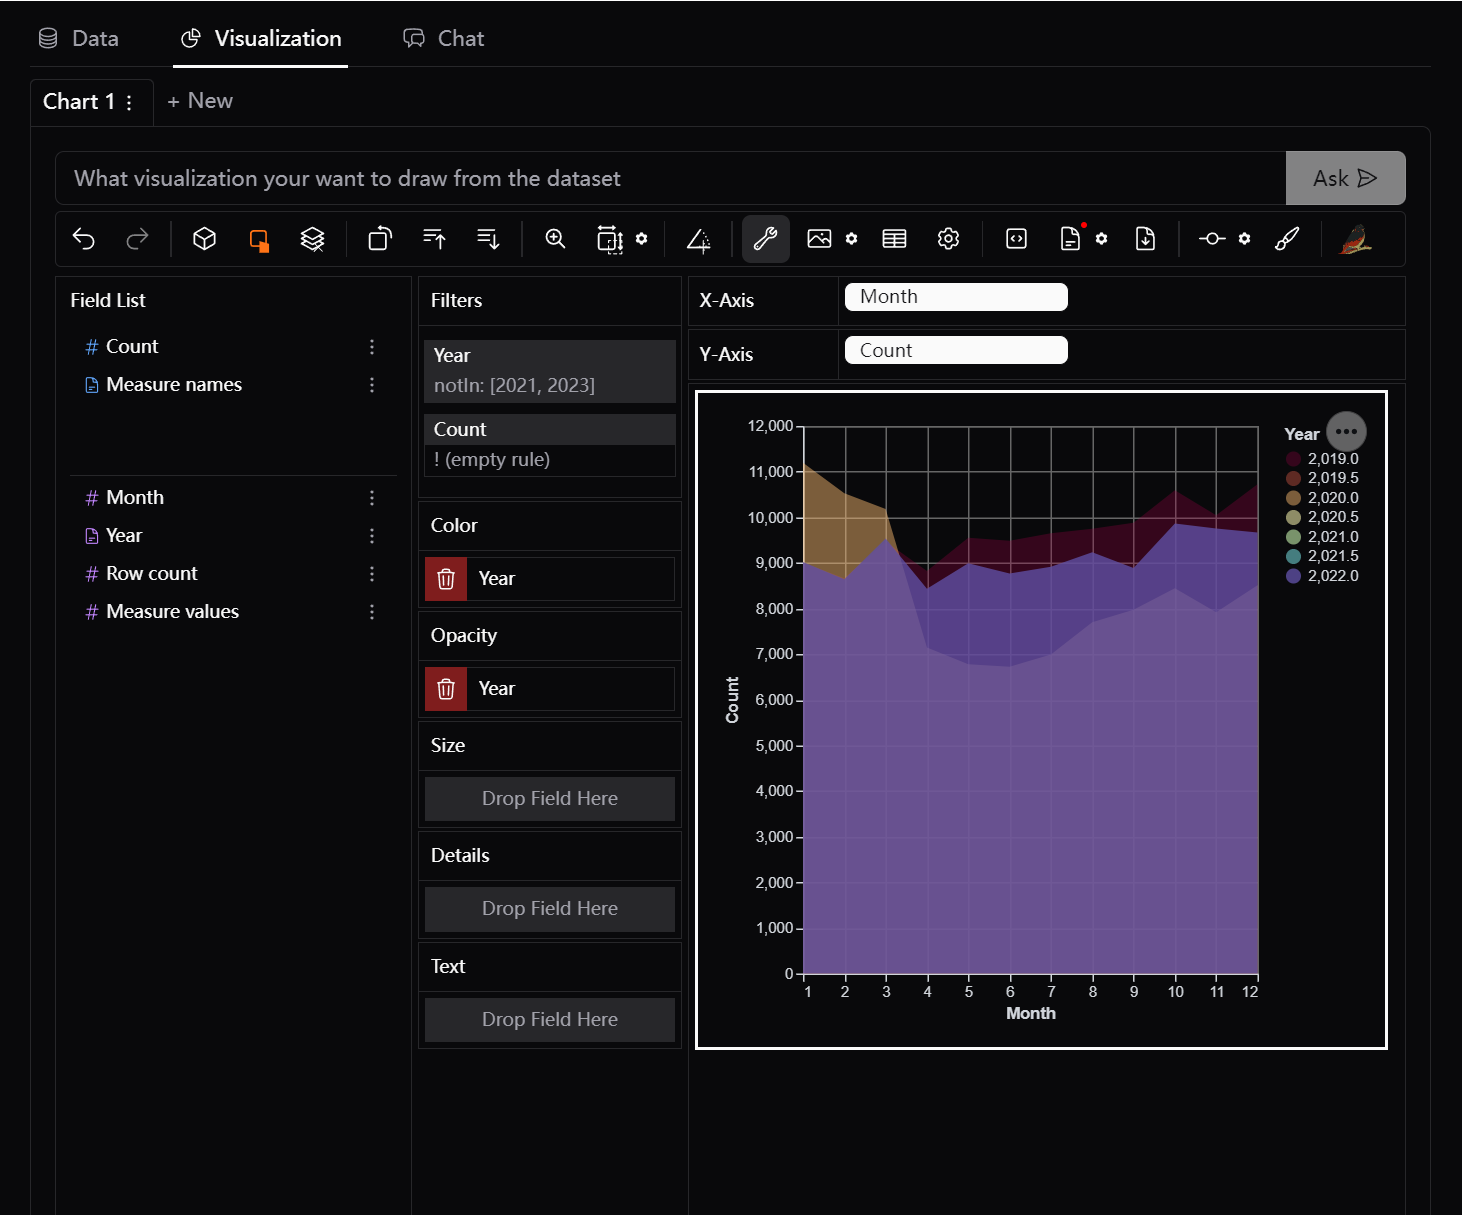 Data
Visualization
Chat
Chart 1
+ New
What visualization your want to draw from the dataset
Ask
Field List
# Count
Measure names
# Month
Year
# Row count
# Measure values
Filters
Year
notIn: [2021, 2023]
Count
! (empty rule)
Color
Year
Opacity
Year
Size
Drop Field Here
Details
Drop Field Here
Text
Drop Field Here
X-Axis
Month
Y-Axis
Count
12,000
11,000
10,000
9,000
8,000
7,000
6,000
5,000
4,000
3,000
2,000
1,000
0
Count
1 2 3 4 5 6 7 8 9 10 11 12
Month
Year
2,019.0
2,019.5
2,020.0
2,020.5
2,021.0
2,021.5
2,022.0